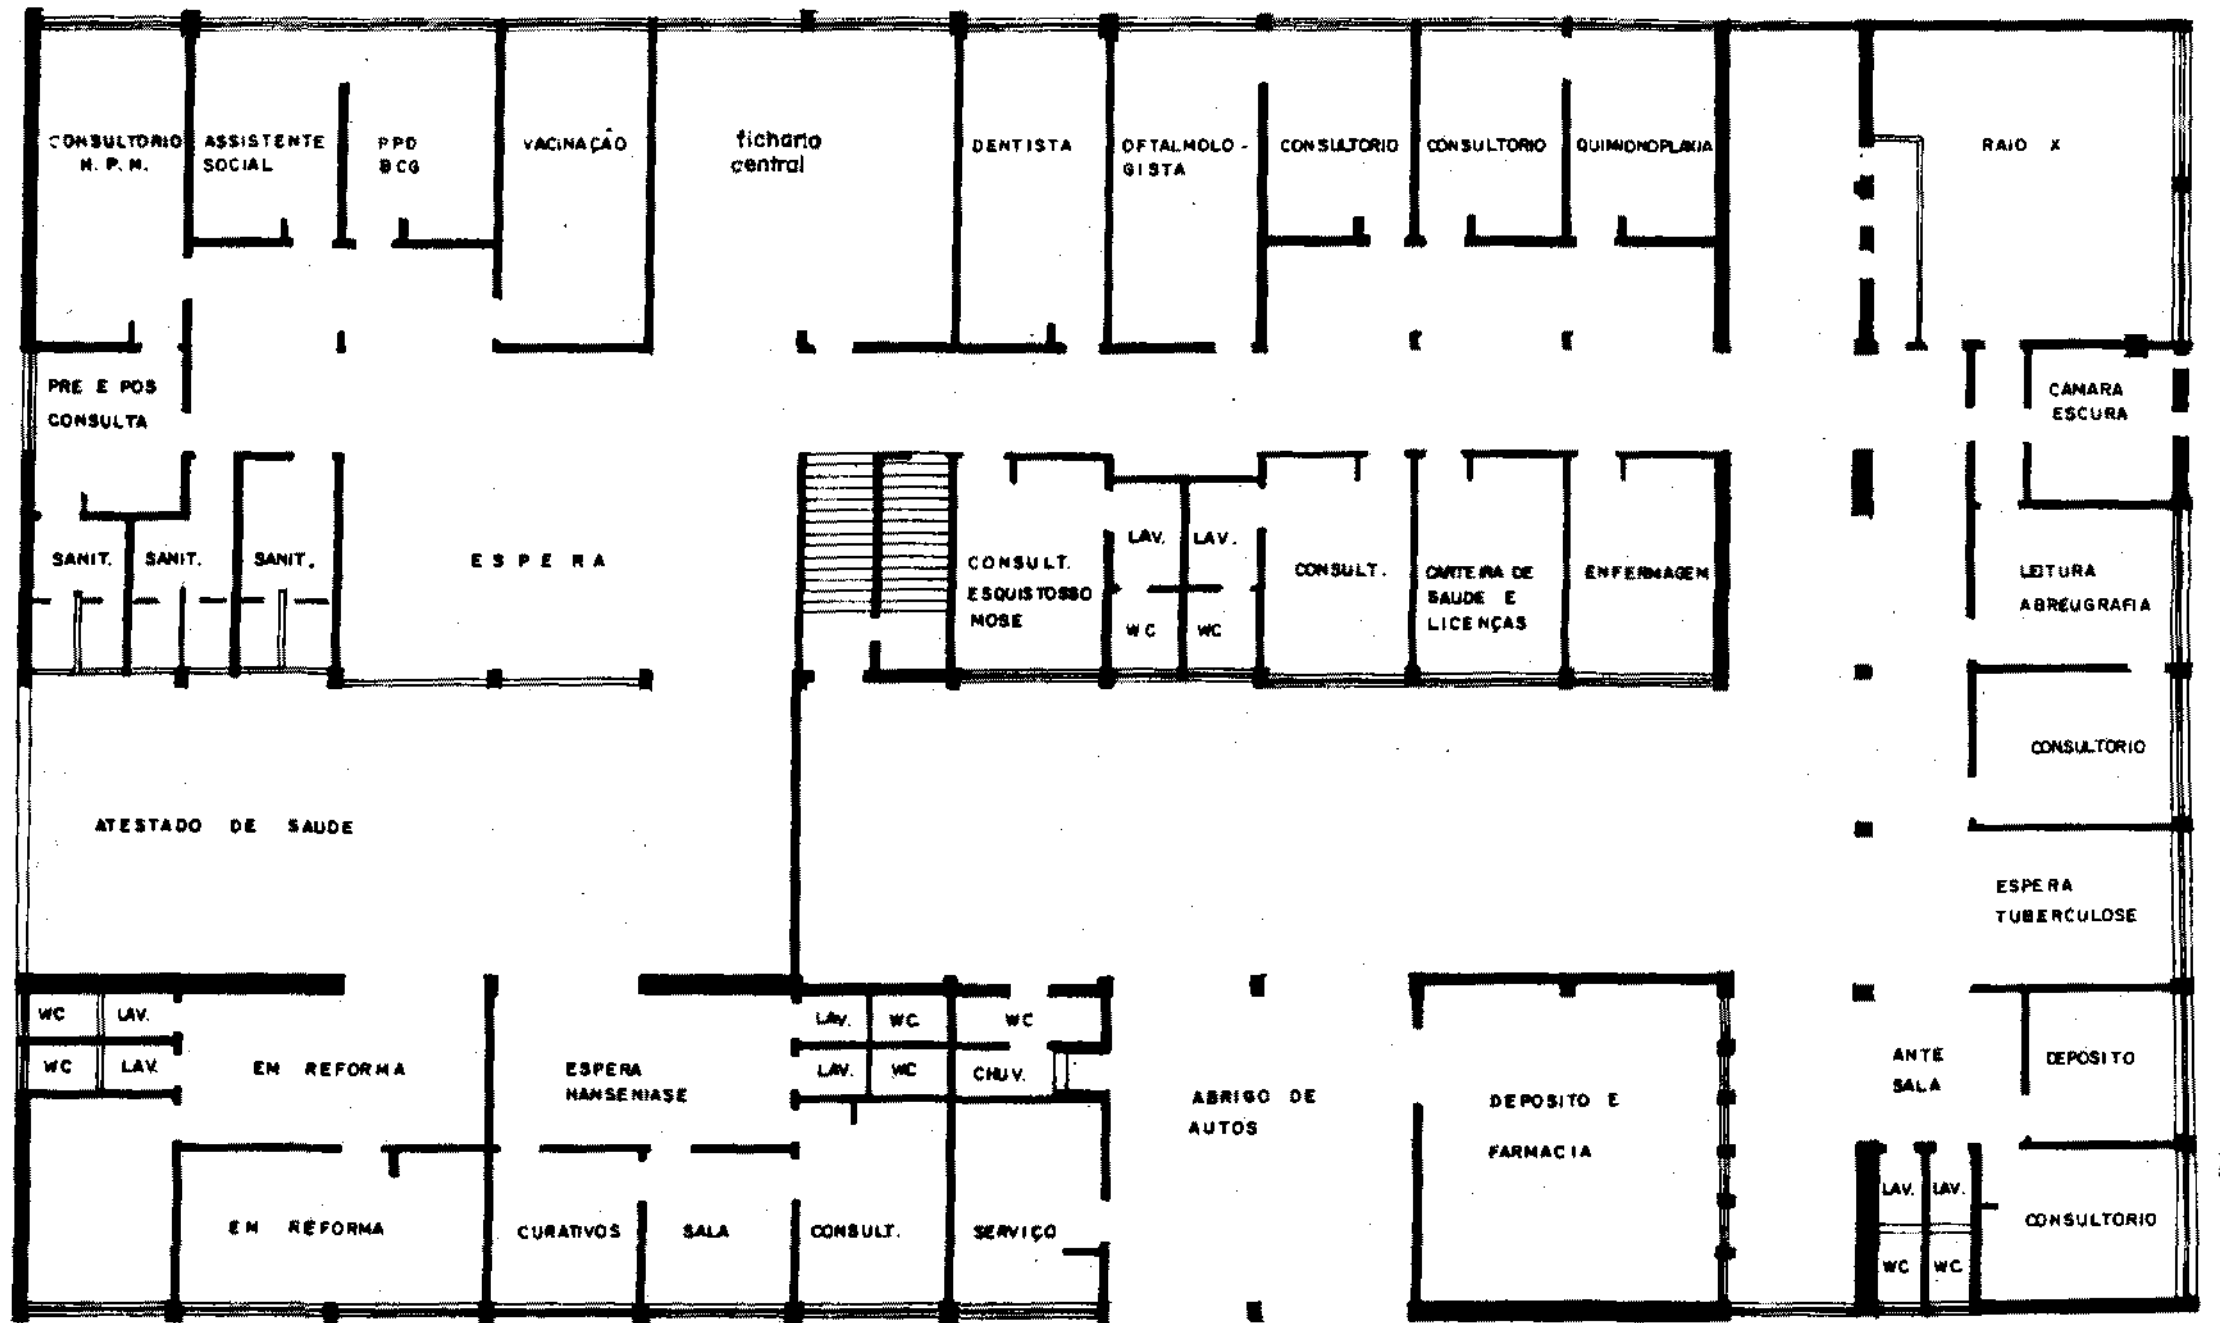 CONSULTORIO
H. P. M.
ASSISTENTE
SOCIAL
PPD
BCG
VACINAÇÃO
fichario
central
DENTISTA
OFTALMOLO-
GISTA
CONSULTORIO
CONSULTORIO
RAIO X
PRE E POS
CONSULTA
CAMARA
ESCURA
SANIT.
SANIT.
SANIT.
ESPERA
CONSULT.
ESQUISTOSSO
MOSE
LAV.
LAV.
WC
WC
CONSULT.
CARTEIRA DE
SAUDE E
LICENÇAS
ENFERMAGEM
LEITURA
ABREUGRAFIA
CONSULTORIO
ATESTADO DE SAUDE
ESPERA
TUBERCULOSE
WC
LAV.
WC
LAV.
EM REFORMA
ESPERA
HANSENIASE
LAV.
WC
WC
LAV.
WC
CHUV.
ABRIGO DE
AUTOS
DEPOSITO E
FARMACIA
ANTE
SALA
DEPOSITO
EM REFORMA
CURATIVOS
SALA
CONSULT.
SERVIÇO
LAV.
LAV.
WC
WC
CONSULTORIO